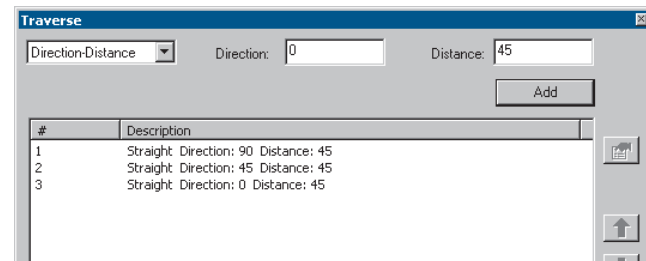 Traverse
Direction-Distance Direction: 0 Distance: 45
Add
# Description
1 Straight Direction: 90 Distance: 45
2 Straight Direction: 45 Distance: 45
3 Straight Direction: 0 Distance: 45